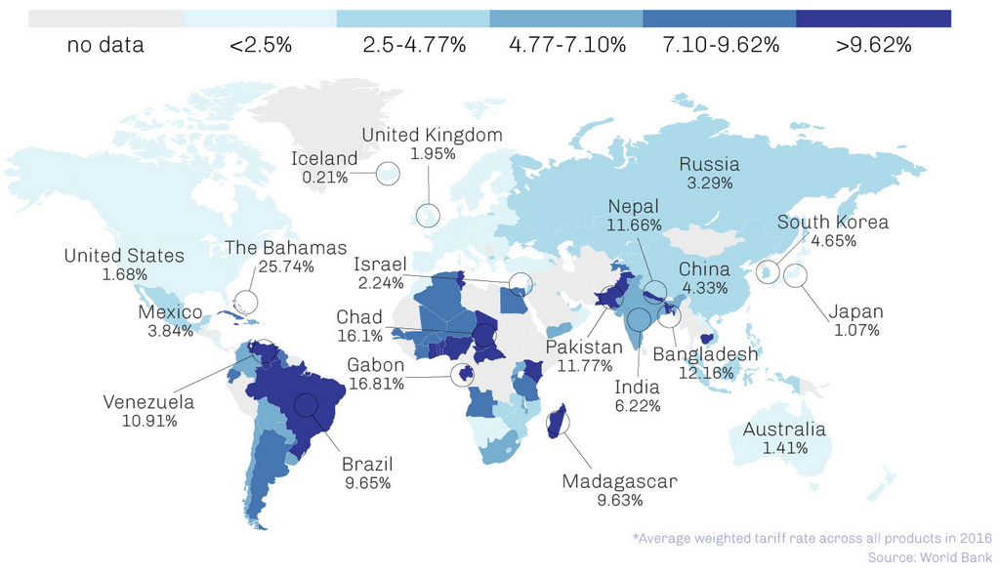 no data
<2.5%
2.5-4.77%
4.77-7.10%
7.10-9.62%
>9.62%
United Kingdom
1.95%
Iceland
0.21%
Russia
3.29%
Nepal
11.66%
South Korea
4.65%
The Bahamas
25.74%
United States
1.68%
Israel
2.24%
China
4.33%
Mexico
3.84%
Chad
16.1%
Japan
1.07%
Pakistan
11.77%
Bangladesh
12.16%
Gabon
16.81%
India
6.22%
Venezuela
10.91%
Australia
1.41%
Brazil
9.65%
Madagascar
9.63%
*Average weighted tariff rate across all products in 2016
Source: World Bank